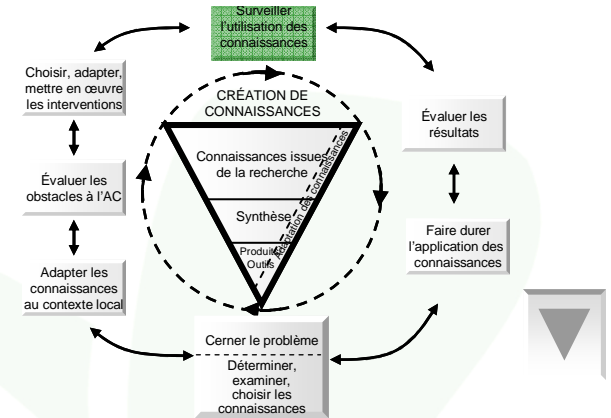 Surveiller
l'utilisation des
connaissances
Choisir, adapter,
mettre en œuvre
les interventions
CRÉATION DE
CONNAISSANCES
Évaluer les
résultats
Connaissances issues
de la recherche
Adaptation des connaissances
Évaluer les
obstacles à l'AC
Synthèse
Produits
Outils
Faire durer
l'application des
connaissances
Adapter les
connaissances
au contexte local
Cerner le problème
Déterminer,
examiner,
choisir les
connaissances